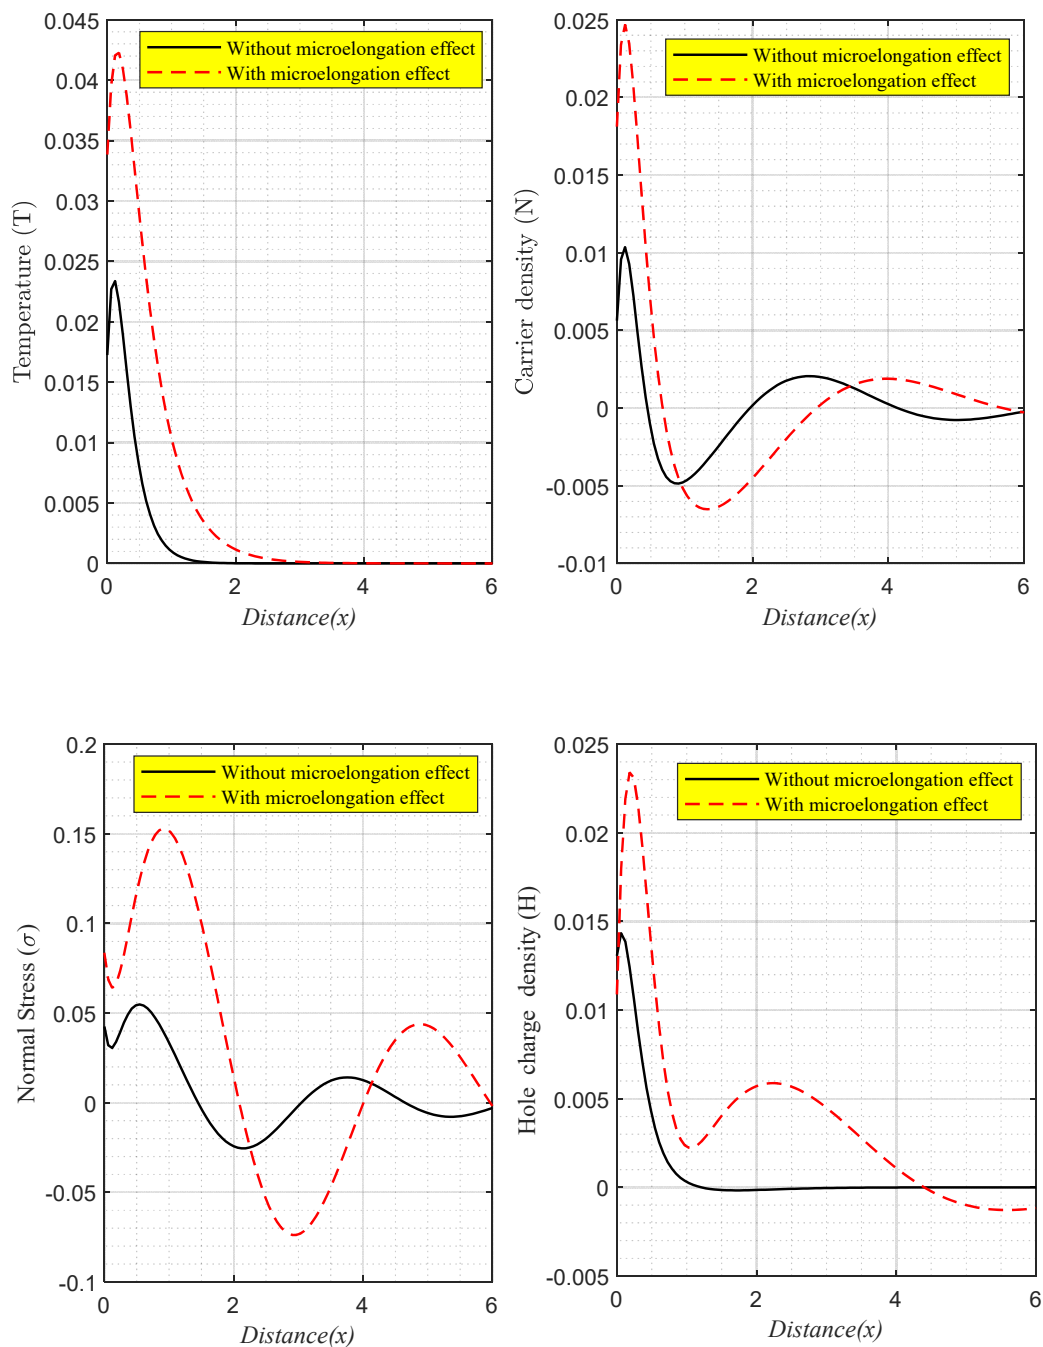 0.045
0.04
0.035
0.03
0.025
0.02
0.015
0.01
0.005
0
Temperature (T)
Without microelongation effect
With microelongation effect
0 2 4 6
Distance(x)
0.025
0.02
0.015
0.01
0.005
0
-0.005
-0.01
Carrier density (N)
Without microelongation effect
With microelongation effect
0 2 4 6
Distance(x)
0.2
0.15
0.1
0.05
0
-0.05
-0.1
Normal Stress (σ)
Without microelongation effect
With microelongation effect
0 2 4 6
Distance(x)
0.025
0.02
0.015
0.01
0.005
0
-0.005
Hole charge density (H)
Without microelongation effect
With microelongation effect
0 2 4 6
Distance(x)